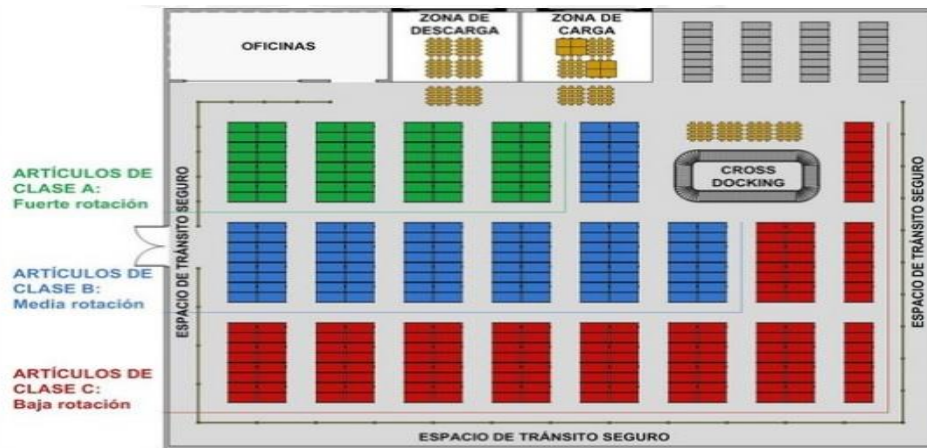 OFICINAS
ZONA DE
DESCARGA
ZONA DE
CARGA
ARTÍCULOS DE
CLASE A:
Fuerte rotación
ESPACIO DE TRÁNSITO SEGURO
CROSS
DOCKING
ESPACIO DE TRÁNSITO SEGURO
ARTÍCULOS DE
CLASE B:
Media rotación
ARTÍCULOS DE
CLASE C:
Baja rotación
ESPACIO DE TRÁNSITO SEGURO